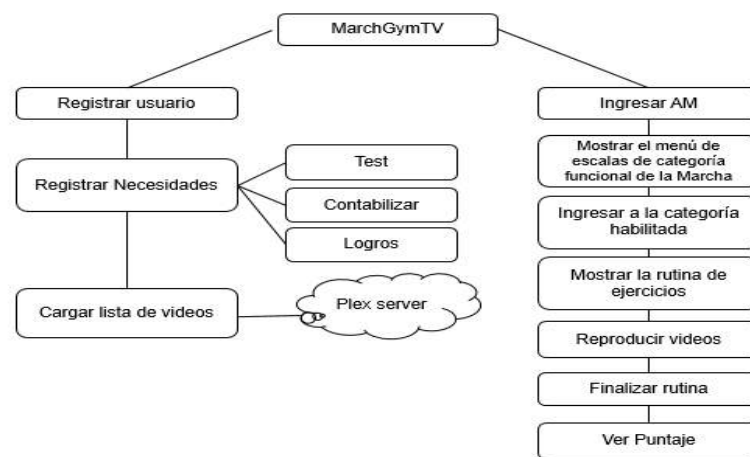 MarchGymTV
Registrar usuario
Registrar Necesidades
Test
Contabilizar
Logros
Cargar lista de videos
Plex server
Ingresar AM
Mostrar el menú de
escalas de categoría
funcional de la Marcha
Ingresar a la categoría
habilitada
Mostrar la rutina de
ejercicios
Reproducir videos
Finalizar rutina
Ver Puntaje